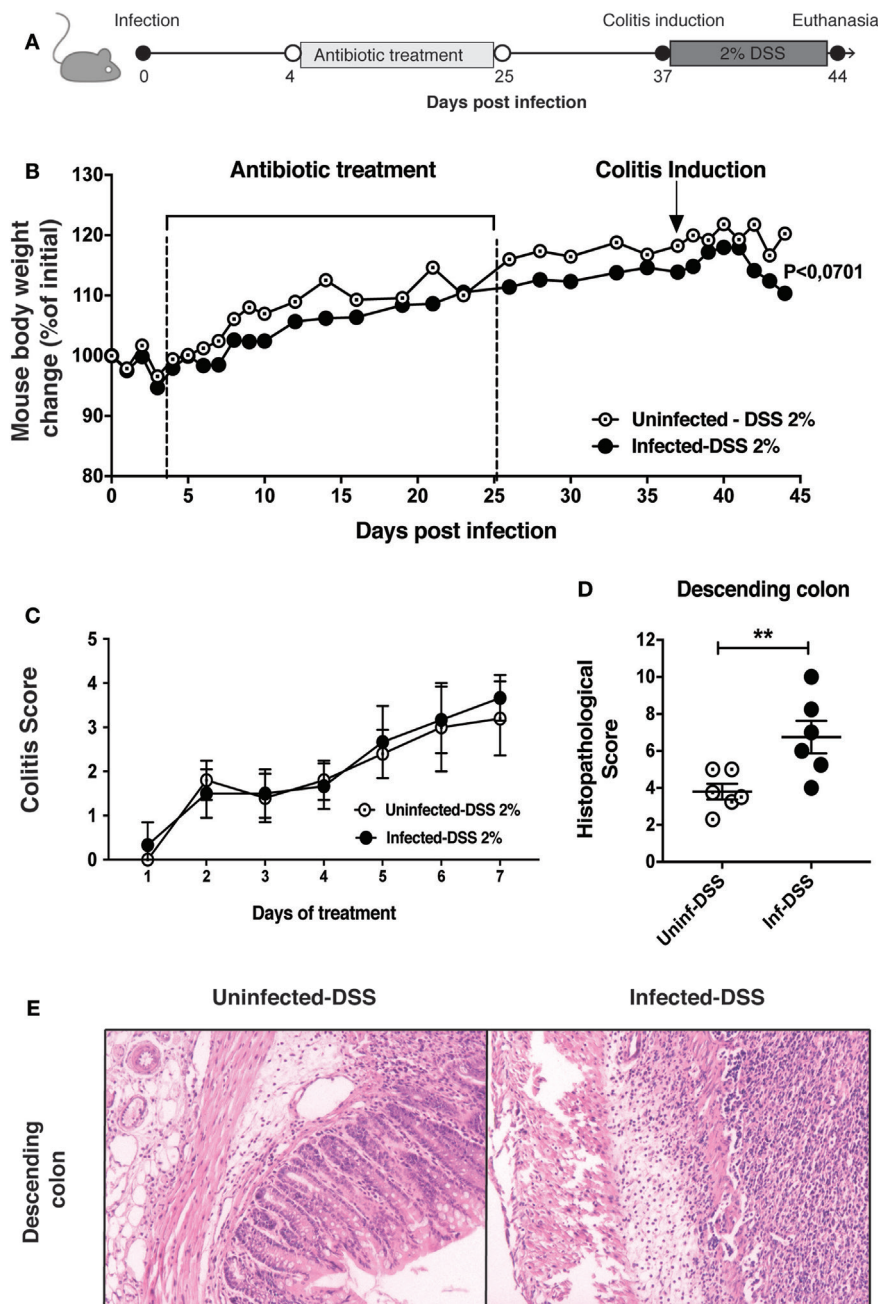 A
Infection
Colitis induction
Euthanasia
Antibiotic treatment
2% DSS
0
4
25
37
44
Days post infection
B
Antibiotic treatment
Colitis Induction
130
120
110
100
90
80
Mouse body weight
change (%of initial)
P<0,0701
Uninfected - DSS 2%
Infected-DSS 2%
0
5
10
15
20
25
30
35
40
45
Days post infection
C
5
4
3
2
1
0
Colitis Score
Uninfected-DSS 2%
Infected-DSS 2%
1
2
3
4
5
6
7
Days of treatment
D
Descending colon
**
12
10
8
6
4
2
0
Histopathological
Score
Uninf-DSS
Inf-DSS
E
Uninfected-DSS
Infected-DSS
Descending
colon